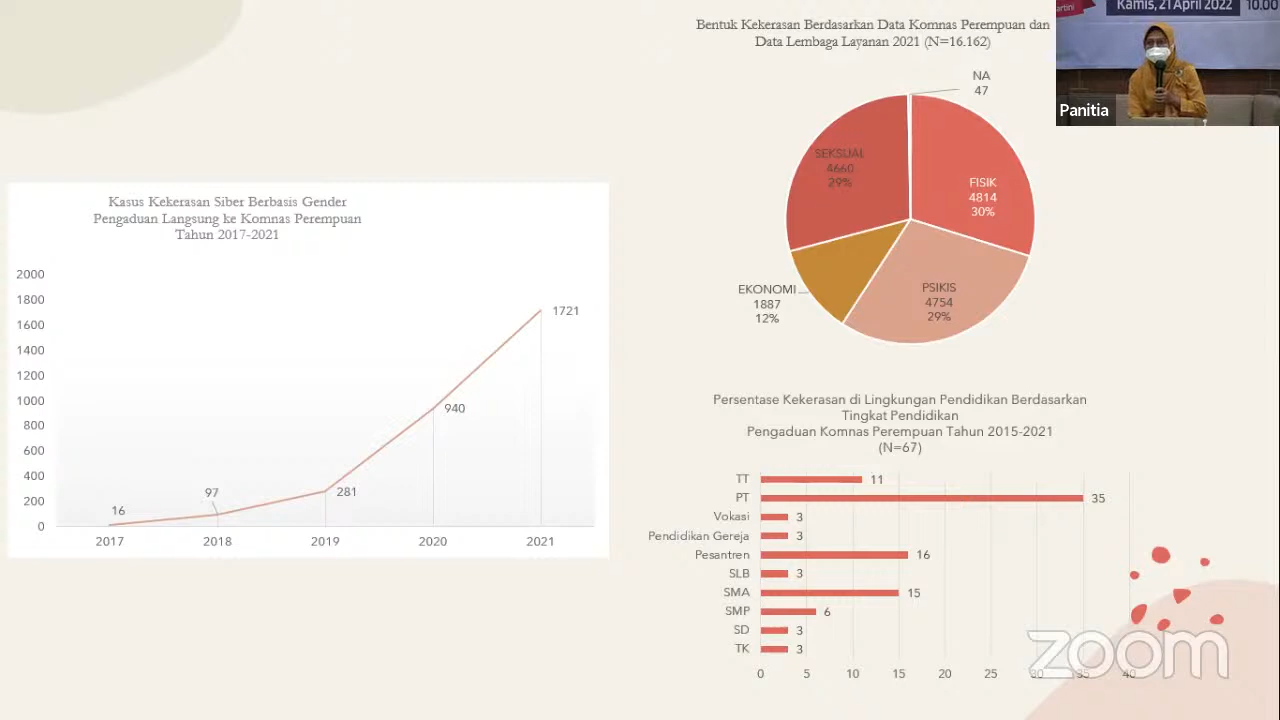 Kasus Kekerasan Siber Berbasis Gender
Pengaduan Langsung ke Komnas Perempuan
Tahun 2017-2021
2000
1800
1600
1400
1200
1000
800
600
400
200
0
16
97
281
940
1721
2017 2018 2019 2020 2021
Bentuk Kekerasan Berdasarkan Data Komnas Perempuan dan
Data Lembaga Layanan 2021 (N=16.162)
NA
47
SEKSUAL
4660
29%
FISIK
4814
30%
EKONOMI
1887
12%
PSIKIS
4754
29%
Kamis, 21 April 2022 10.00
Panitia
Persentase Kekerasan di Lingkungan Pendidikan Berdasarkan
Tingkat Pendidikan
Pengaduan Komnas Perempuan Tahun 2015-2021
(N=67)
TT 11
PT 35
Vokasi 3
Pendidikan Gereja 3
Pesantren 16
SLB 3
SMA 15
SMP 6
SD 3
TK 3
0 5 10 15 20 25 30 35 40
zoom